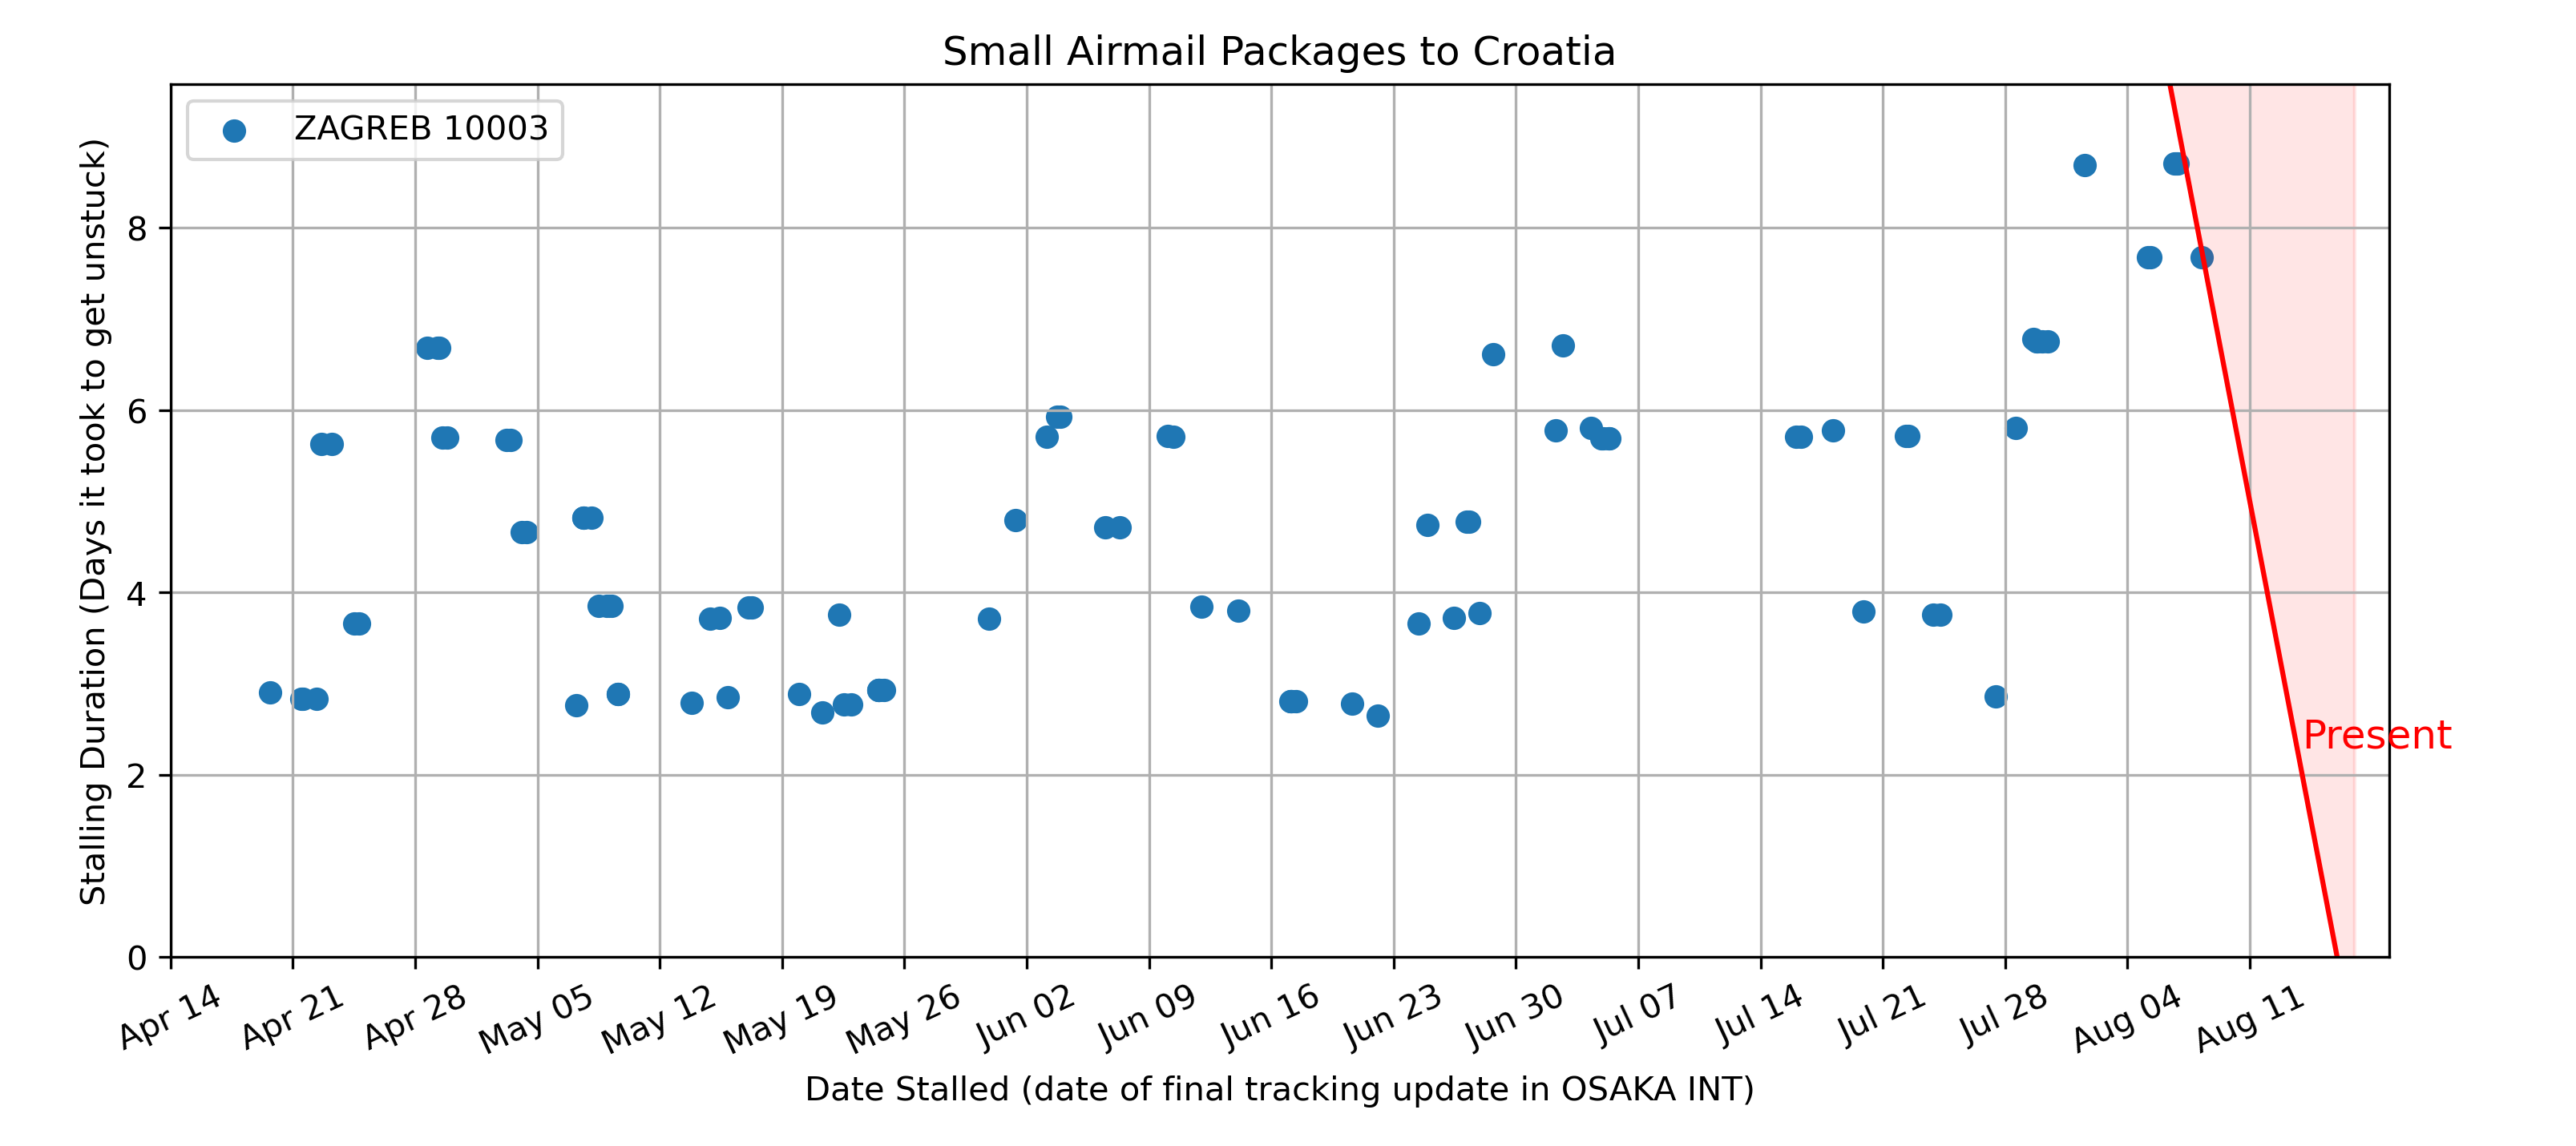 Small Airmail Packages to Croatia
ZAGREB 10003
Stalling Duration (Days it took to get unstuck)
8
6
4
2
0
Present
Apr 14
Apr 21
Apr 28
May 05
May 12
May 19
May 26
Jun 02
Jun 09
Jun 16
Jun 23
Jun 30
Jul 07
Jul 14
Jul 21
Jul 28
Aug 04
Aug 11
Date Stalled (date of final tracking update in OSAKA INT)